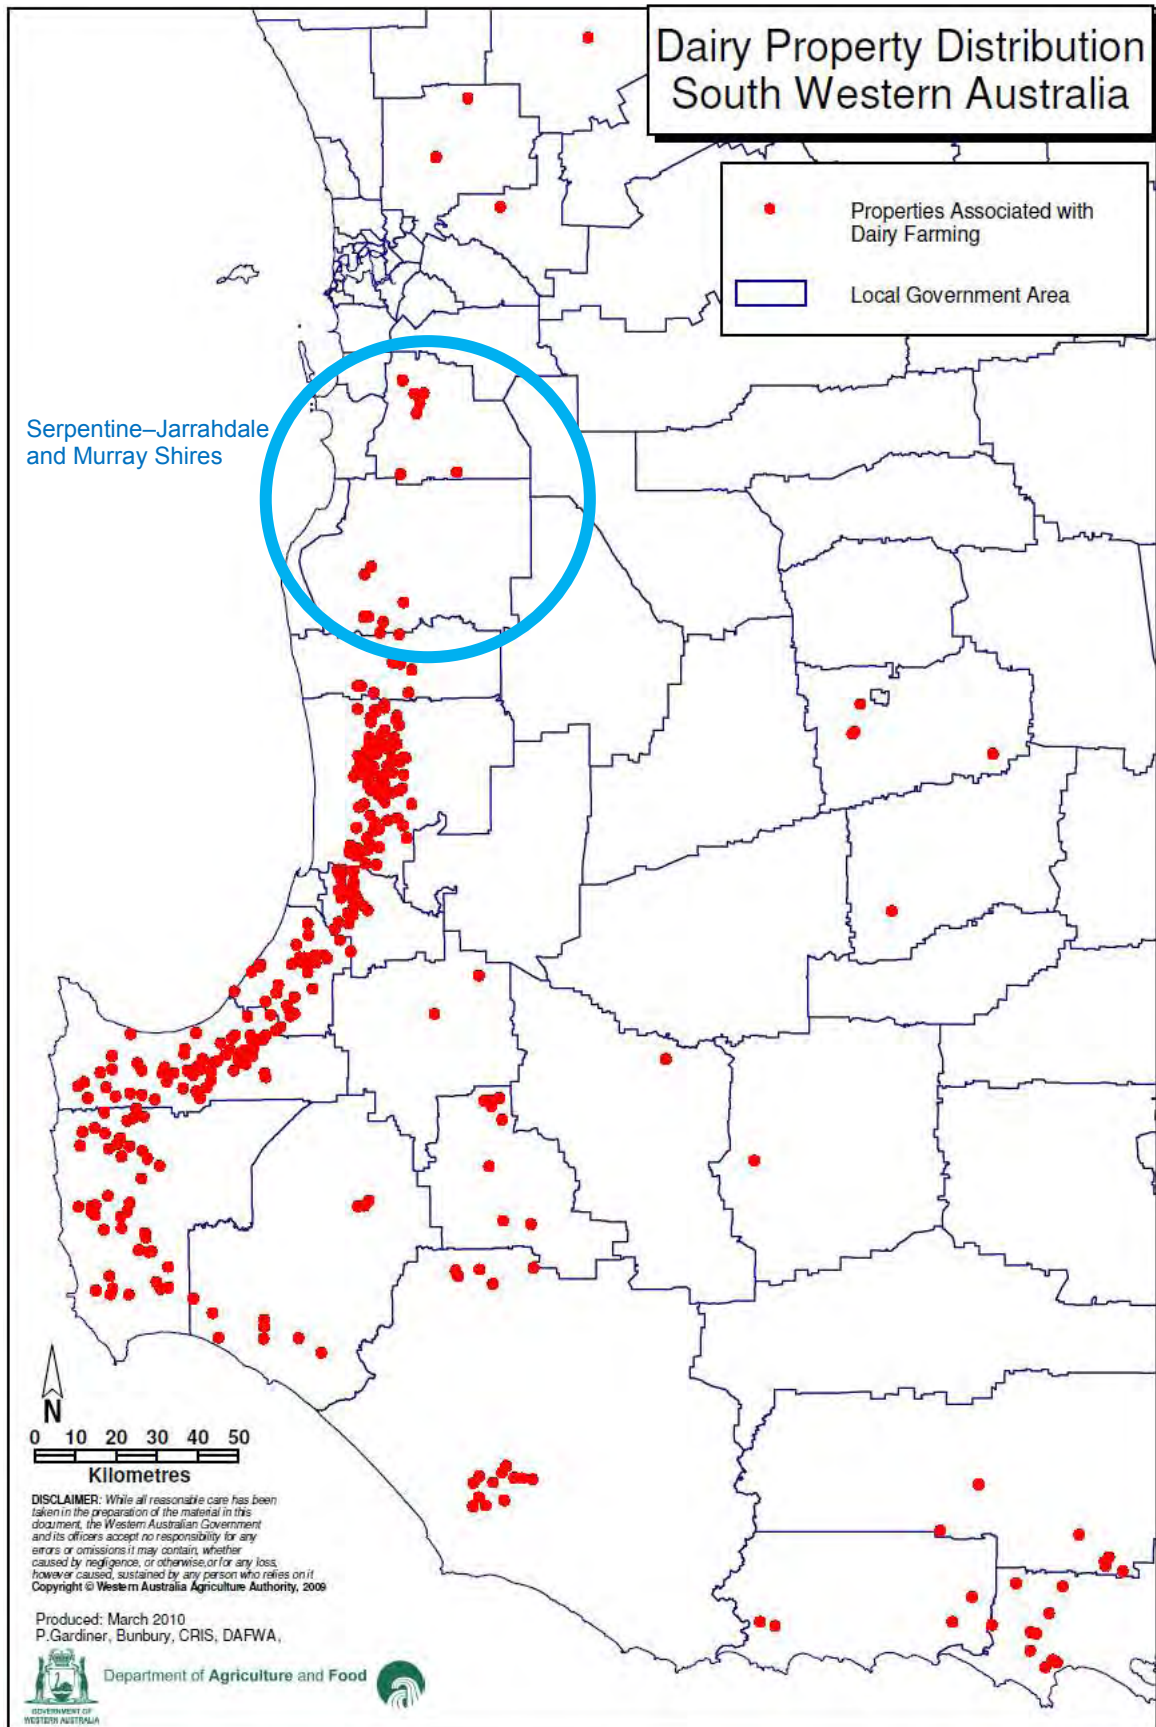 Dairy Property Distribution
South Western Australia
Properties Associated with
Dairy Farming
Local Government Area
Serpentine–Jarrahdale
and Murray Shires
N
0 10 20 30 40 50
Kilometres
DISCLAIMER: While all reasonable care has been
taken in the preparation of the material in this
document, the Western Australian Government
and its officers accept no responsibility for any
errors or omissions it may contain, whether
caused by negligence, or otherwise,or for any loss,
however caused, sustained by any person who relies on it
Copyright © Western Australia Agriculture Authority, 2009
Produced: March 2010
P.Gardiner, Bunbury, CRIS, DAFWA,
Department of Agriculture and Food
GOVERNMENT OF
WESTERN AUSTRALIA